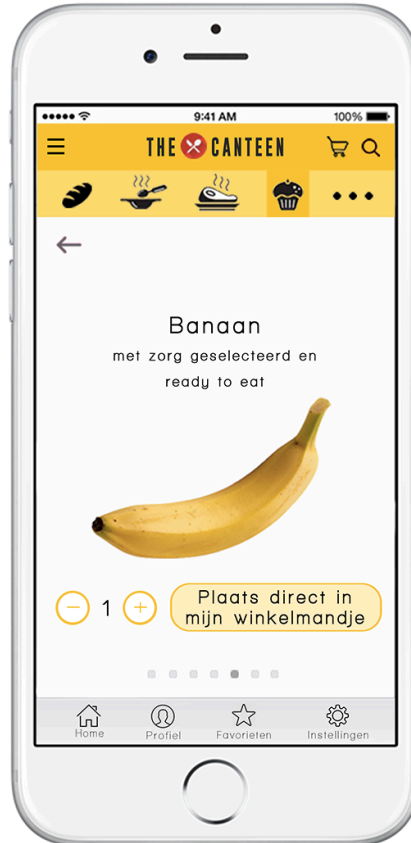 9:41 AM 100%
THE CANTEEN
Banaan
met zorg geselecteerd en
ready to eat
1
Plaats direct in
mijn winkelmandje
Home Profiel Favorieten Instellingen